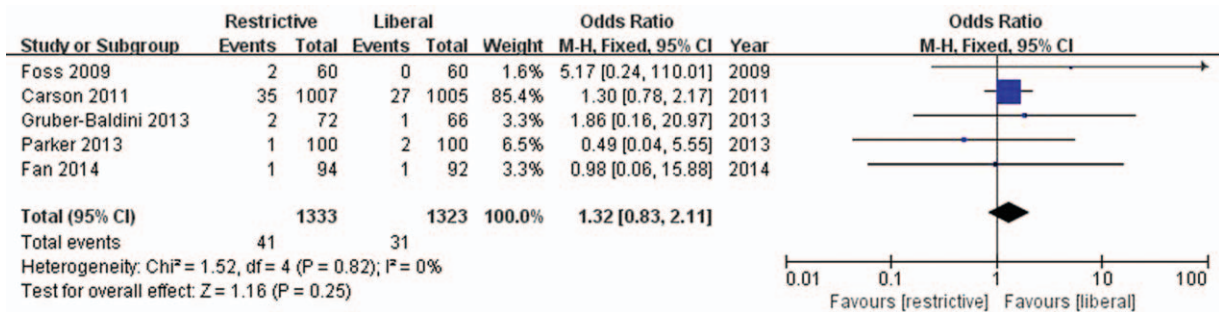 Restrictive Liberal Odds Ratio Odds Ratio
Study or Subgroup Events Total Events Total Weight M-H, Fixed, 95% CI Year M-H, Fixed, 95% CI
Foss 2009 2 60 0 60 1.6% 5.17 [0.24, 110.01] 2009
Carson 2011 35 1007 27 1005 85.4% 1.30 [0.78, 2.17] 2011
Gruber-Baldini 2013 2 72 1 66 3.3% 1.86 [0.16, 20.97] 2013
Parker 2013 1 100 2 100 6.5% 0.49 [0.04, 5.55] 2013
Fan 2014 1 94 1 92 3.3% 0.98 [0.06, 15.88] 2014
Total (95% CI) 1333 1323 100.0% 1.32 [0.83, 2.11]
Total events 41 31
Heterogeneity: Chi² = 1.52, df = 4 (P = 0.82); I² = 0%
Test for overall effect: Z = 1.16 (P = 0.25)
0.01 0.1 1 10 100
Favours [restrictive] Favours [liberal]